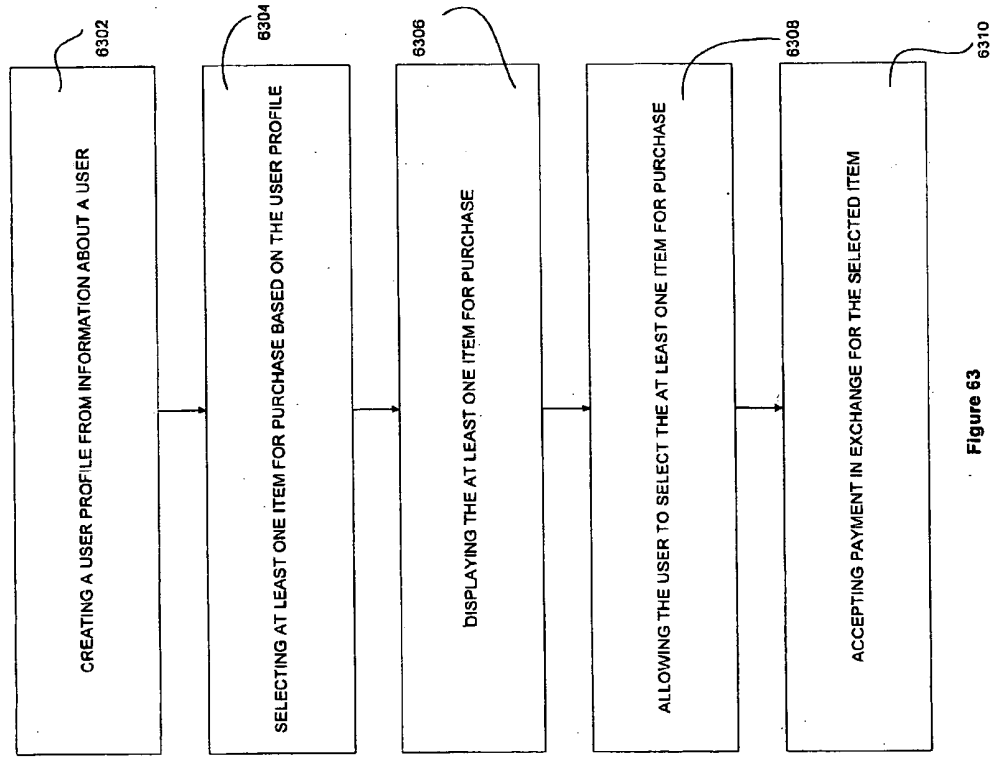 CREATING A USER PROFILE FROM INFORMATION ABOUT A USER
6302
SELECTING AT LEAST ONE ITEM FOR PURCHASE BASED ON THE USER PROFILE
6304
DISPLAYING THE AT LEAST ONE ITEM FOR PURCHASE
6306
ALLOWING THE USER TO SELECT THE AT LEAST ONE ITEM FOR PURCHASE
6308
ACCEPTING PAYMENT IN EXCHANGE FOR THE SELECTED ITEM
6310
Figure 63